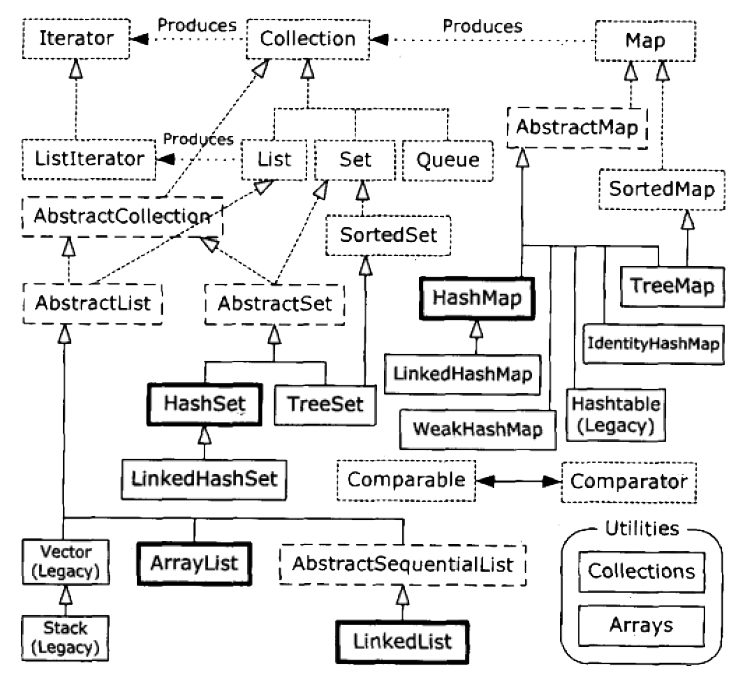 Iterator
Produces
Collection
Produces
Map
AbstractMap
ListIterator
Produces
List
Set
Queue
SortedMap
AbstractCollection
SortedSet
AbstractList
AbstractSet
HashMap
TreeMap
IdentityHashMap
LinkedHashMap
HashSet
TreeSet
Hashtable
(Legacy)
WeakHashMap
LinkedHashSet
Comparable
Comparator
Utilities
Vector
(Legacy)
ArrayList
AbstractSequentialList
Collections
Stack
(Legacy)
LinkedList
Arrays